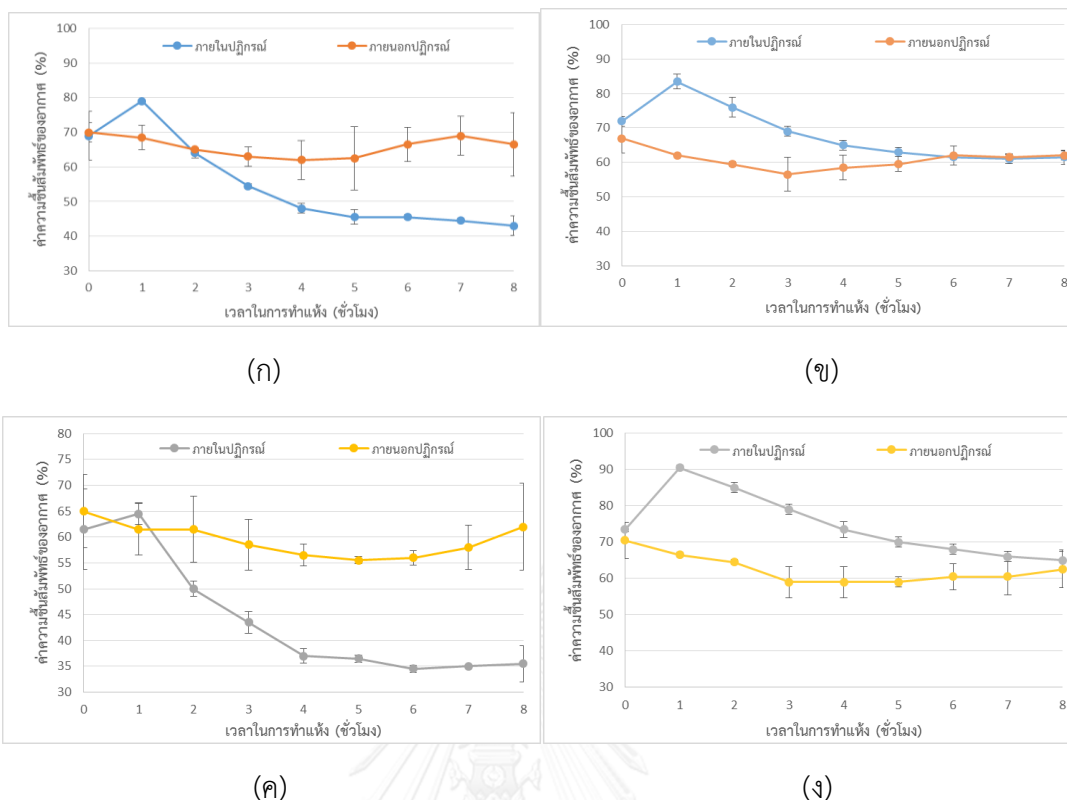 ภายในปฏิกรณ์ ภายนอกปฏิกรณ์
ค่าความชื้นสัมพัทธ์ของอากาศ (%)
100
90
80
70
60
50
40
30
0 1 2 3 4 5 6 7 8
เวลาในการทำแห้ง (ชั่วโมง)
(ก)
ภายในปฏิกรณ์ ภายนอกปฏิกรณ์
ค่าความชื้นสัมพัทธ์ของอากาศ (%)
100
90
80
70
60
50
40
30
0 1 2 3 4 5 6 7 8
เวลาในการทำแห้ง (ชั่วโมง)
(ข)
ภายในปฏิกรณ์ ภายนอกปฏิกรณ์
ค่าความชื้นสัมพัทธ์ของอากาศ (%)
80
75
70
65
60
55
50
45
40
35
30
0 1 2 3 4 5 6 7 8
เวลาในการทำแห้ง (ชั่วโมง)
(ค)
ภายในปฏิกรณ์ ภายนอกปฏิกรณ์
ค่าความชื้นสัมพัทธ์ของอากาศ (%)
100
90
80
70
60
50
40
30
0 1 2 3 4 5 6 7 8
เวลาในการทำแห้ง (ชั่วโมง)
(ง)